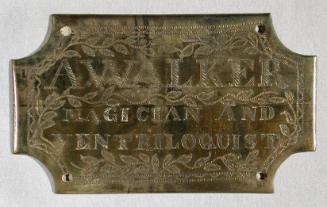 A WALKER
MAGICIAN AND
VENTRILOQUIST